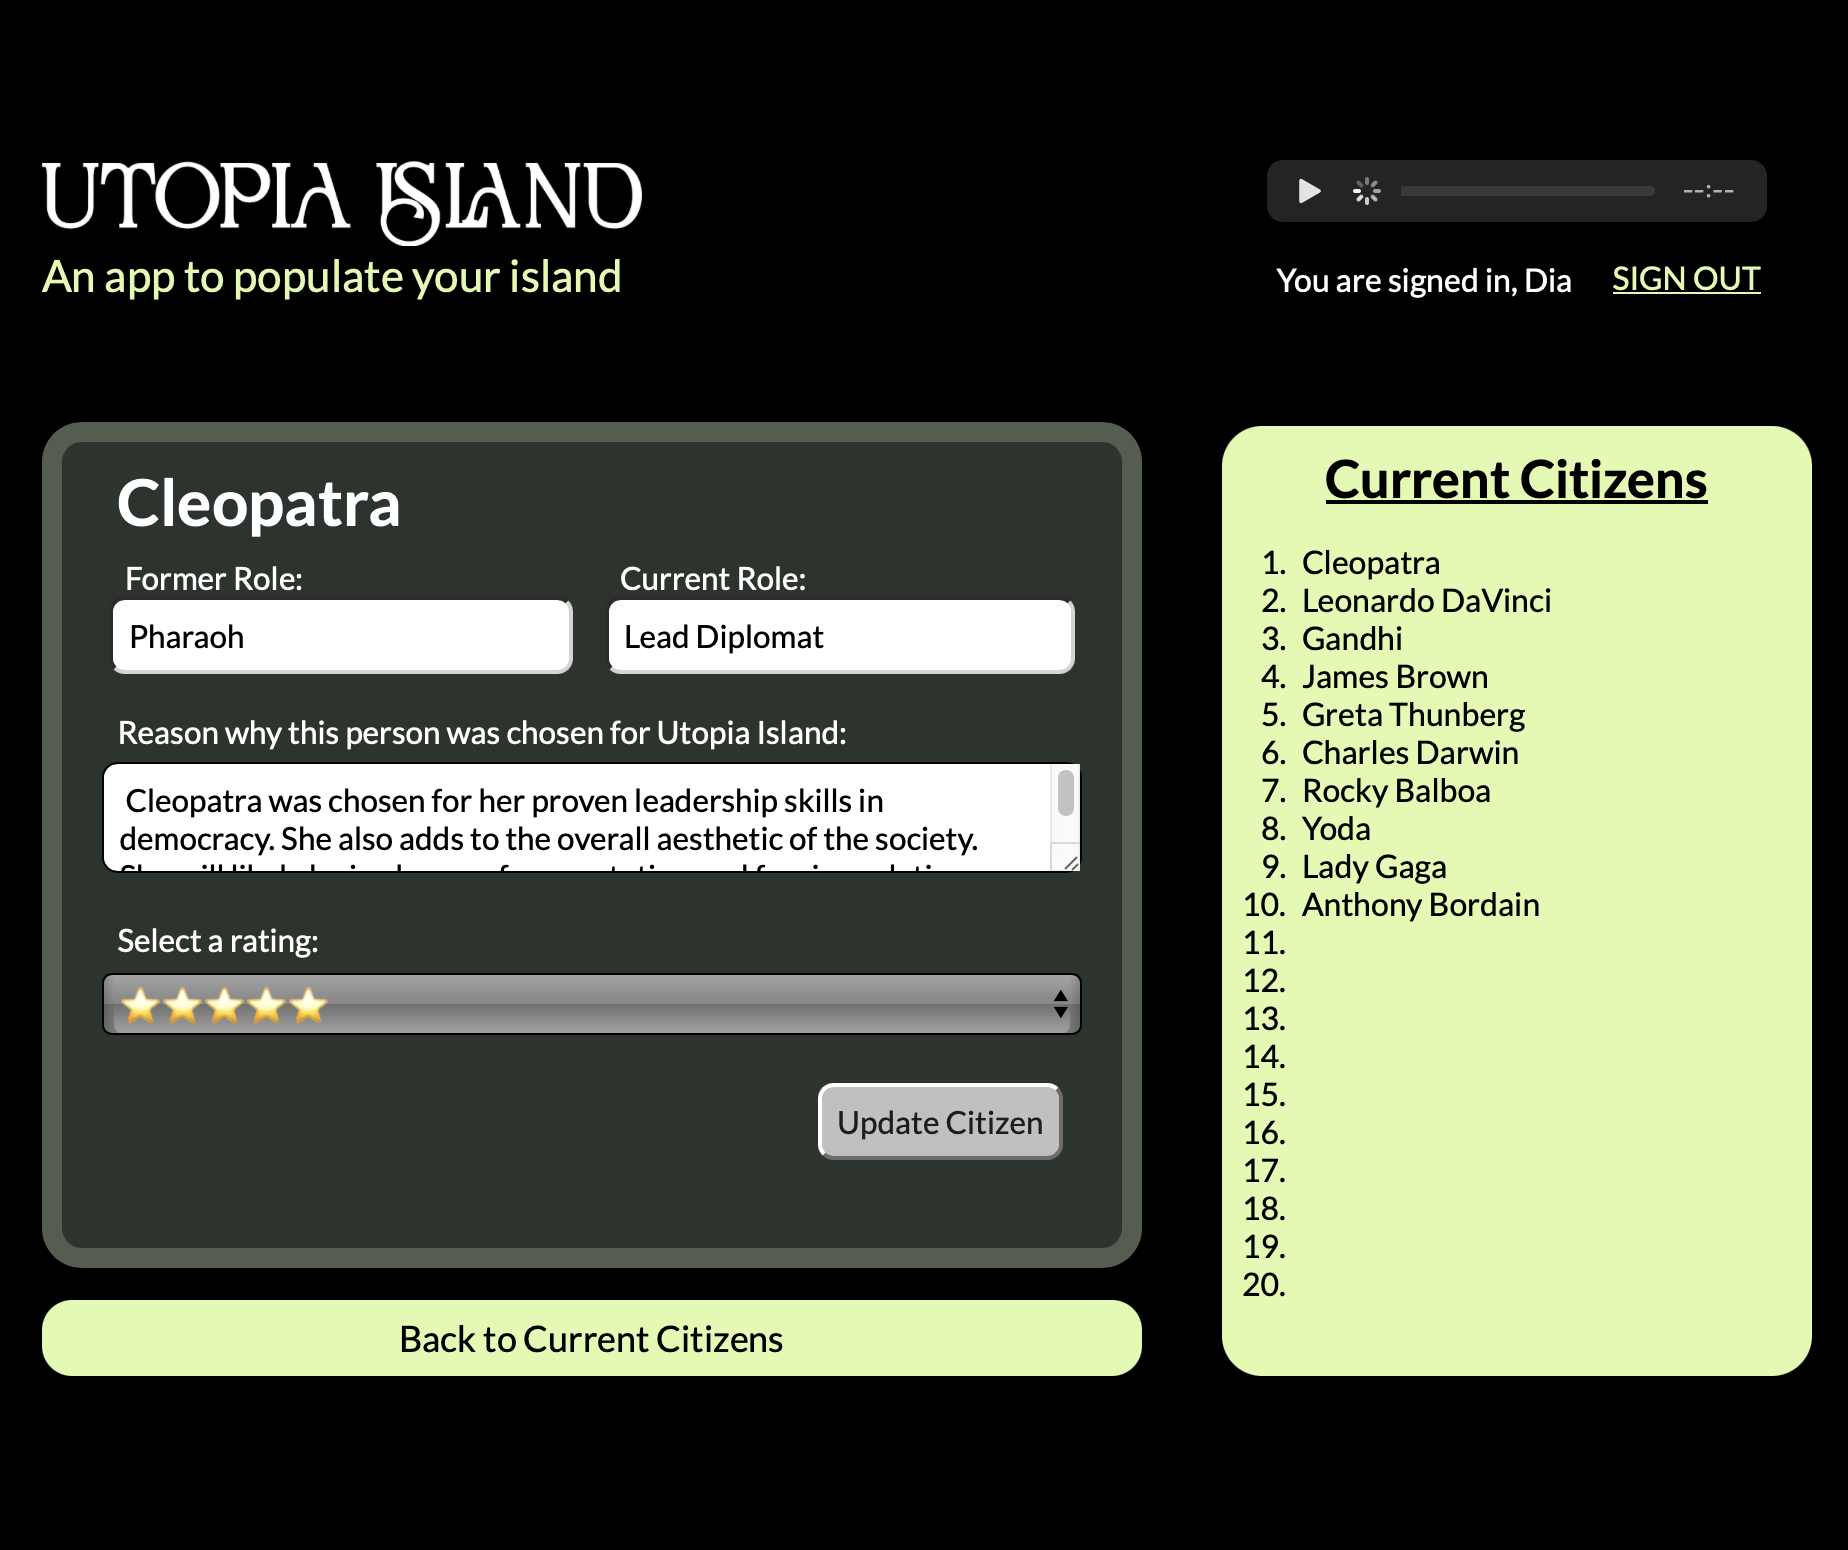 UTOPIA ISLAND
An app to populate your island
--:--
You are signed in, Dia SIGN OUT
Cleopatra
Former Role: Current Role:
Pharaoh Lead Diplomat
Reason why this person was chosen for Utopia Island:
Cleopatra was chosen for her proven leadership skills in
democracy. She also adds to the overall aesthetic of the society.
Select a rating:
Update Citizen
Back to Current Citizens
Current Citizens
1. Cleopatra
2. Leonardo DaVinci
3. Gandhi
4. James Brown
5. Greta Thunberg
6. Charles Darwin
7. Rocky Balboa
8. Yoda
9. Lady Gaga
10. Anthony Bordain
11.
12.
13.
14.
15.
16.
17.
18.
19.
20.